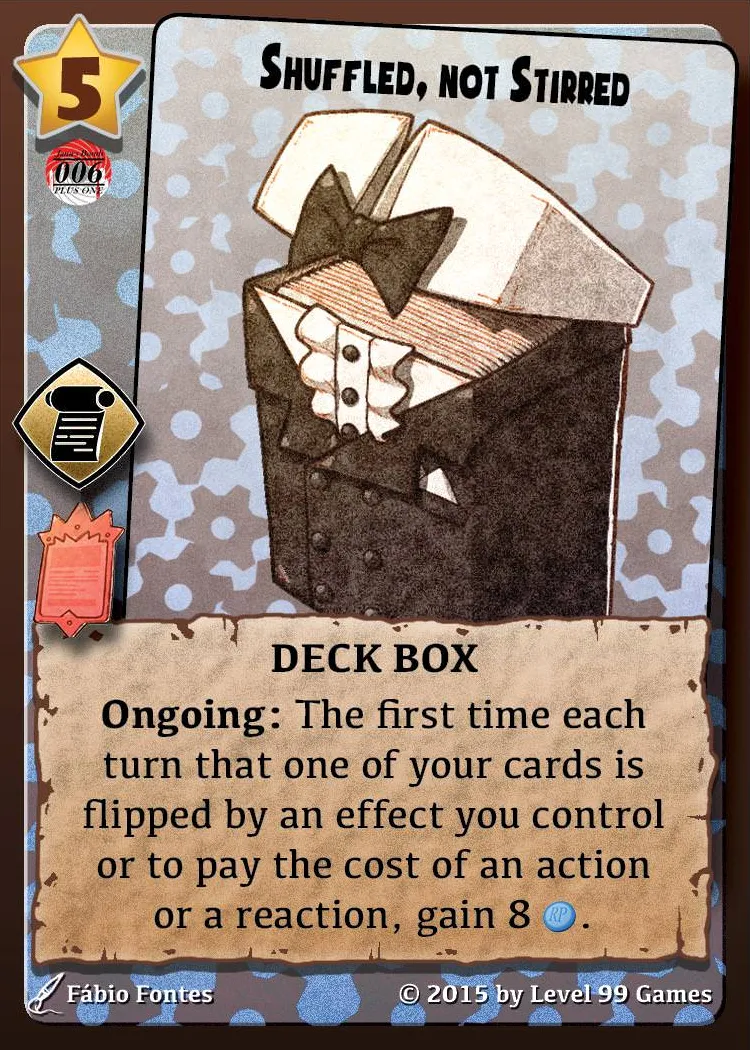 5
SHUFFLED, NOT STIRRED
006
PLUS ONE
DECK BOX
Ongoing: The first time each
turn that one of your cards is
flipped by an effect you control
or to pay the cost of an action
or a reaction, gain 8 RP.
Fábio Fontes
© 2015 by Level 99 Games